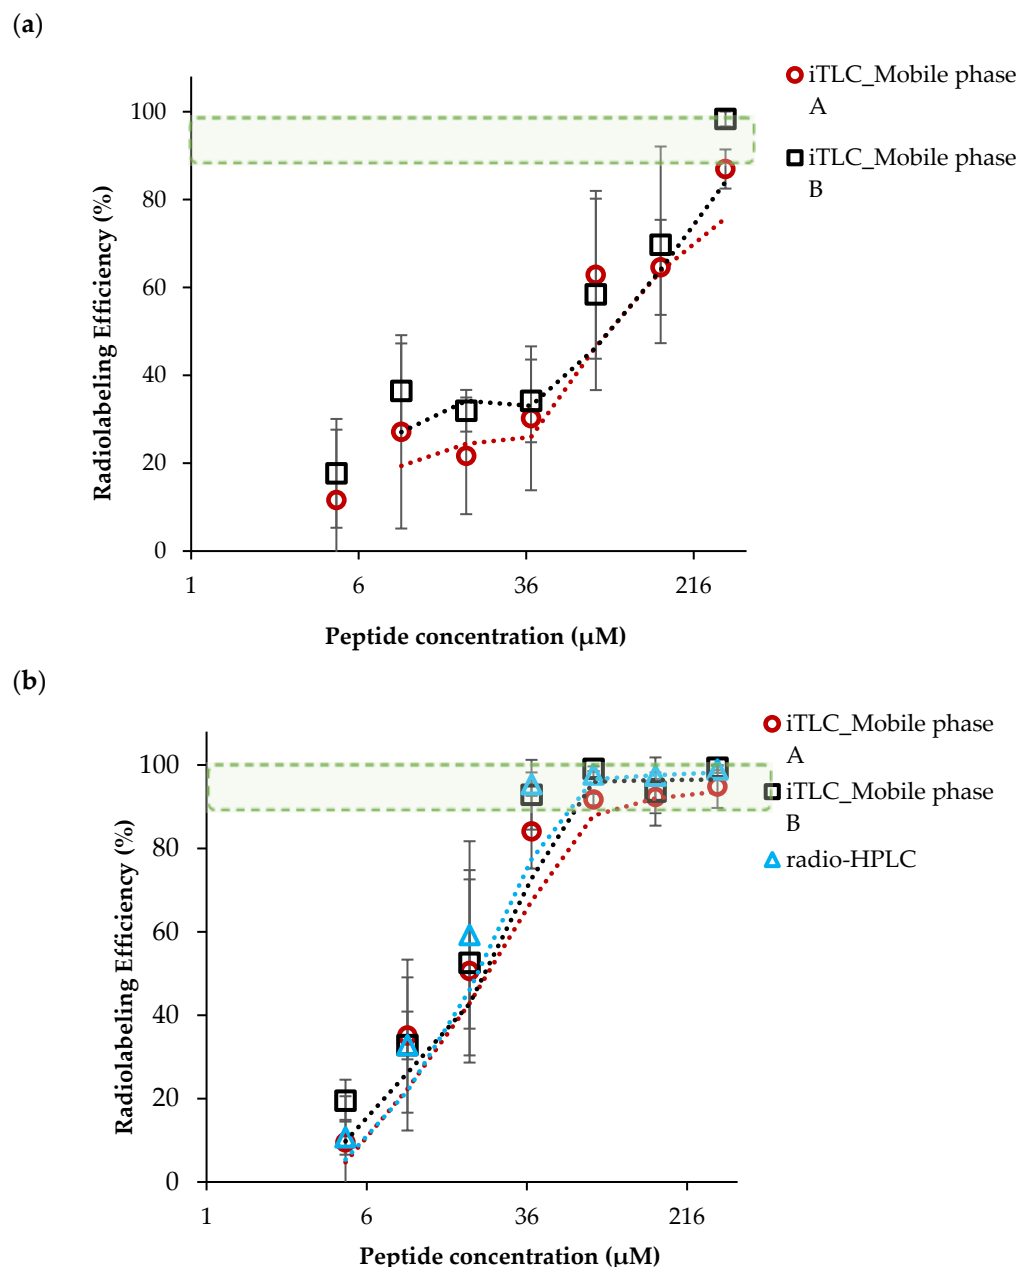 (a)
iTLC_Mobile phase
A
iTLC_Mobile phase
B
100
80
60
40
20
0
1
6
36
216
Radiolabeling Efficiency (%)
Peptide concentration (µM)
(b)
iTLC_Mobile phase
A
iTLC_Mobile phase
B
radio-HPLC
100
80
60
40
20
0
1
6
36
216
Radiolabeling Efficiency (%)
Peptide concentration (µM)